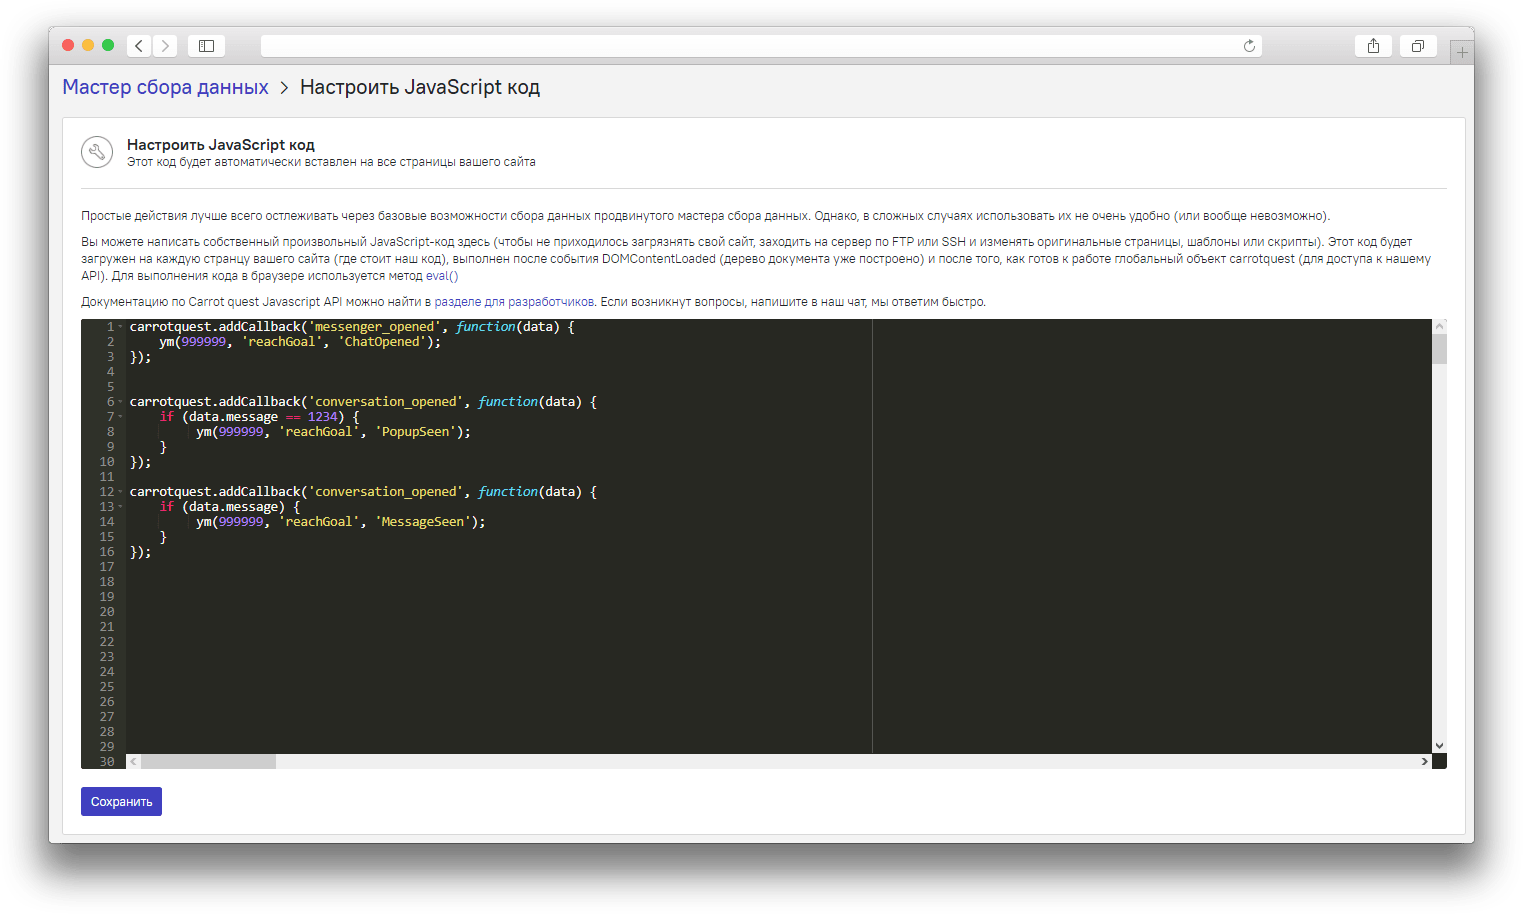 Мастер сбора данных > Настроить JavaScript код
Настроить JavaScript код
Этот код будет автоматически вставлен на все страницы вашего сайта
Простые действия лучше всего остлеживать через базовые возможности сбора данных продвинутого мастера сбора данных. Однако, в сложных случаях использовать их не очень удобно (или вообще невозможно).
Вы можете написать собственный произвольный JavaScript-код здесь (чтобы не приходилось загрязнять свой сайт, заходить на сервер по FTP или SSH и изменять оригинальные страницы, шаблоны или скрипты). Этот код будет
загружен на каждую странцу вашего сайта (где стоит наш код), выполнен после события DOMContentLoaded (дерево документа уже построено) и после того, как готов к работе глобальный объект carrotquest (для доступа к нашему
API). Для выполнения кода в браузере используется метод eval()
Документацию по Carrot quest Javascript API можно найти в разделе для разработчиков. Если возникнут вопросы, напишите в наш чат, мы ответим быстро.
1 carrotquest.addCallback('messenger_opened', function(data) {
2 ym(999999, 'reachGoal', 'ChatOpened');
3 });
4
5
6 carrotquest.addCallback('conversation_opened', function(data) {
7 if (data.message == 1234) {
8 ym(999999, 'reachGoal', 'PopupSeen');
9 }
10 });
11
12 carrotquest.addCallback('conversation_opened', function(data) {
13 if (data.message) {
14 ym(999999, 'reachGoal', 'MessageSeen');
15 }
16 });
17
18
19
20
21
22
23
24
25
26
27
28
29
30
Сохранить